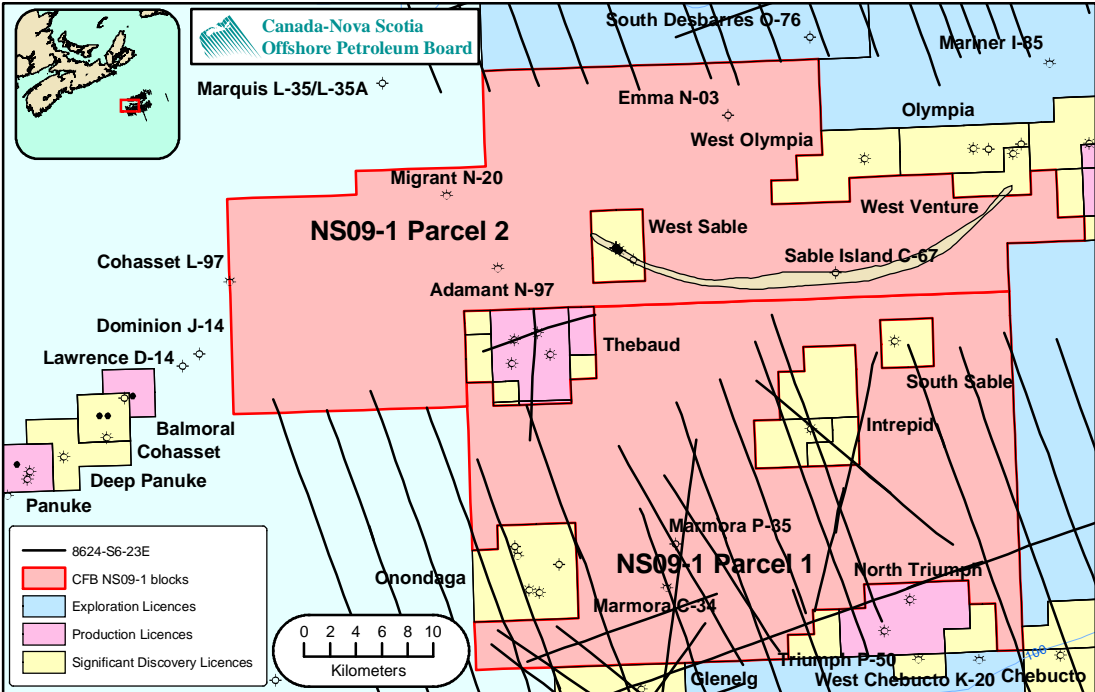 Canada-Nova Scotia
Offshore Petroleum Board
South Desbarres O-76
Mariner I-85
Marquis L-35/L-35A
Emma N-03
Olympia
West Olympia
Migrant N-20
NS09-1 Parcel 2
West Venture
West Sable
Sable Island C-67
Cohasset L-97
Adamant N-97
Dominion J-14
Thebaud
Lawrence D-14
South Sable
Balmoral
Intrepid
Cohasset
Deep Panuke
Panuke
Marmora P-35
NS09-1 Parcel 1
North Triumph
Onondaga
Marmora C-34
Triumph P-50
West Chebucto K-20
Chebucto
Glenelg
100
8624-S6-23E
CFB NS09-1 blocks
Exploration Licences
Production Licences
Significant Discovery Licences
0 2 4 6 8 10
Kilometers